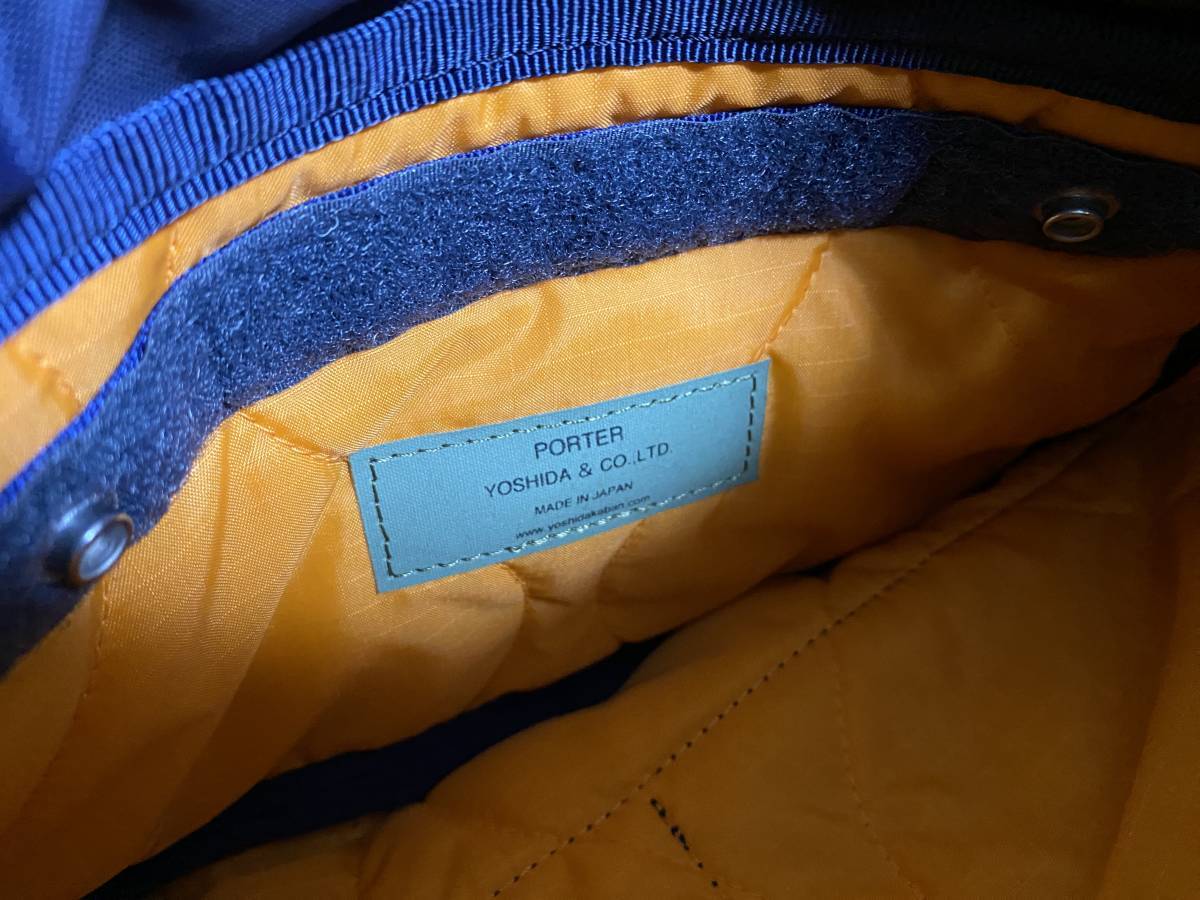 PORTER
YOSHIDA & CO.,LTD.
MADE IN JAPAN
www.yoshidakaban.com